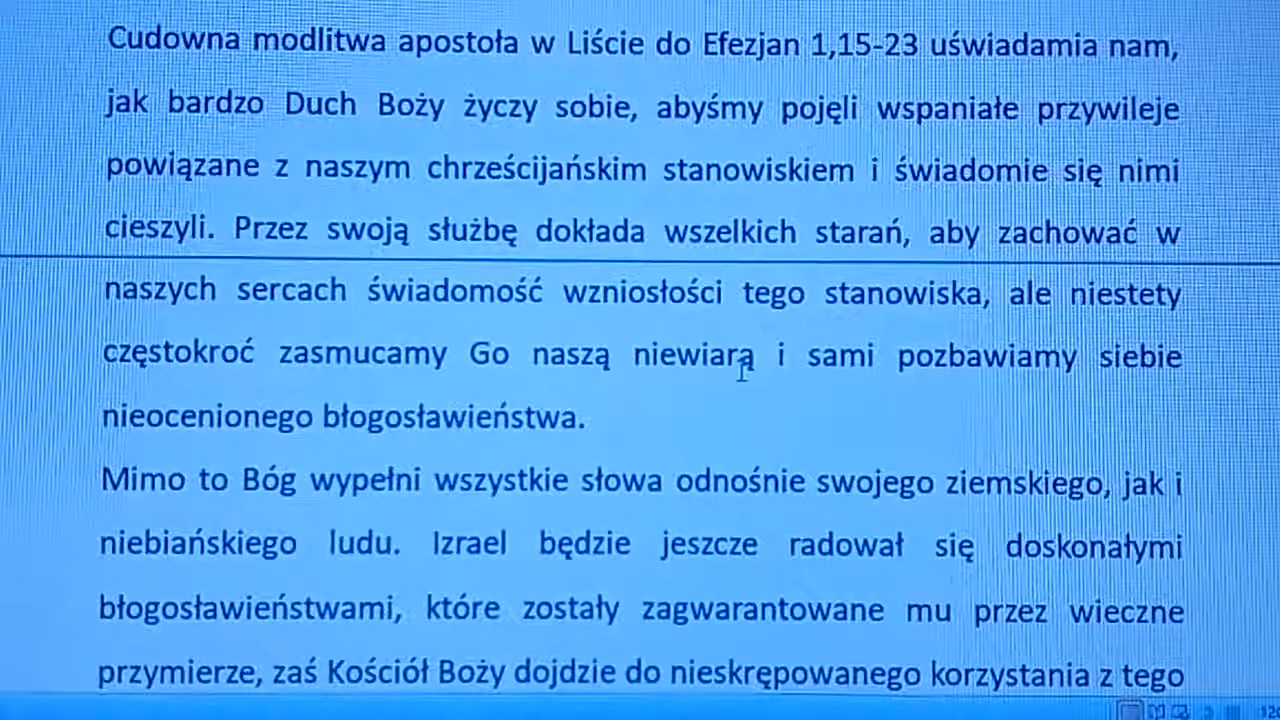 Cudowna modlitwa apostoła w Liście do Efezjan 1,15-23 uświadamia nam,
jak bardzo Duch Boży życzy sobie, abyśmy pojęli wspaniałe przywileje
powiązane z naszym chrześcijańskim stanowiskiem i świadomie się nimi
cieszyli. Przez swoją służbę dokłada wszelkich starań, aby zachować w
naszych sercach świadomość wzniosłości tego stanowiska, ale niestety
częstokroć zasmucamy Go naszą niewiarą i sami pozbawiamy siebie
nieocenionego błogosławieństwa.
Mimo to Bóg wypełni wszystkie słowa odnośnie swojego ziemskiego, jak i
niebiańskiego ludu. Izrael będzie jeszcze radował się doskonałymi
błogosławieństwami, które zostały zagwarantowane mu przez wieczne
przymierze, zaś Kościół Boży dojdzie do nieskrępowanego korzystania z tego